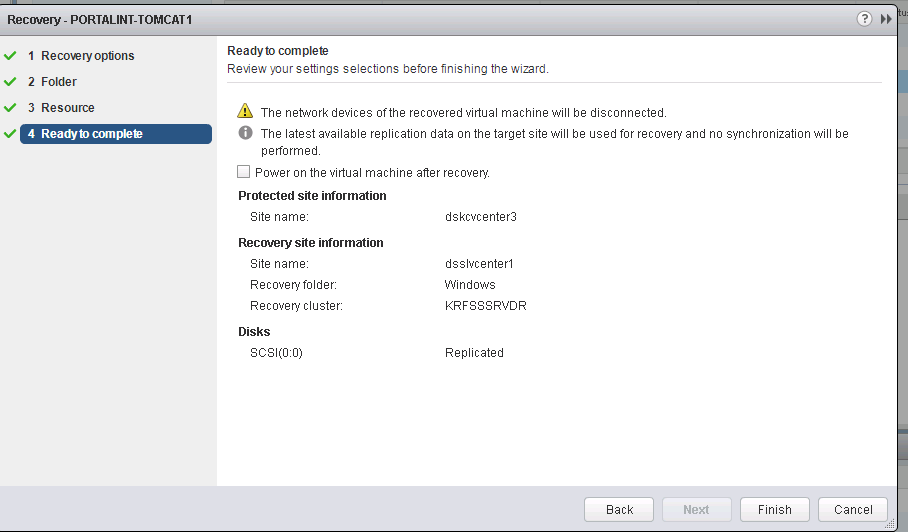 Recovery - PORTALINT-TOMCAT1
?
1 Recovery options
2 Folder
3 Resource
4 Ready to complete
Ready to complete
Review your settings selections before finishing the wizard.
The network devices of the recovered virtual machine will be disconnected.
The latest available replication data on the target site will be used for recovery and no synchronization will be
performed.
Power on the virtual machine after recovery.
Protected site information
Site name: dskcvcenter3
Recovery site information
Site name: dsslvcenter1
Recovery folder: Windows
Recovery cluster: KRFSSSRVDR
Disks
SCSI(0:0) Replicated
Back Next Finish Cancel